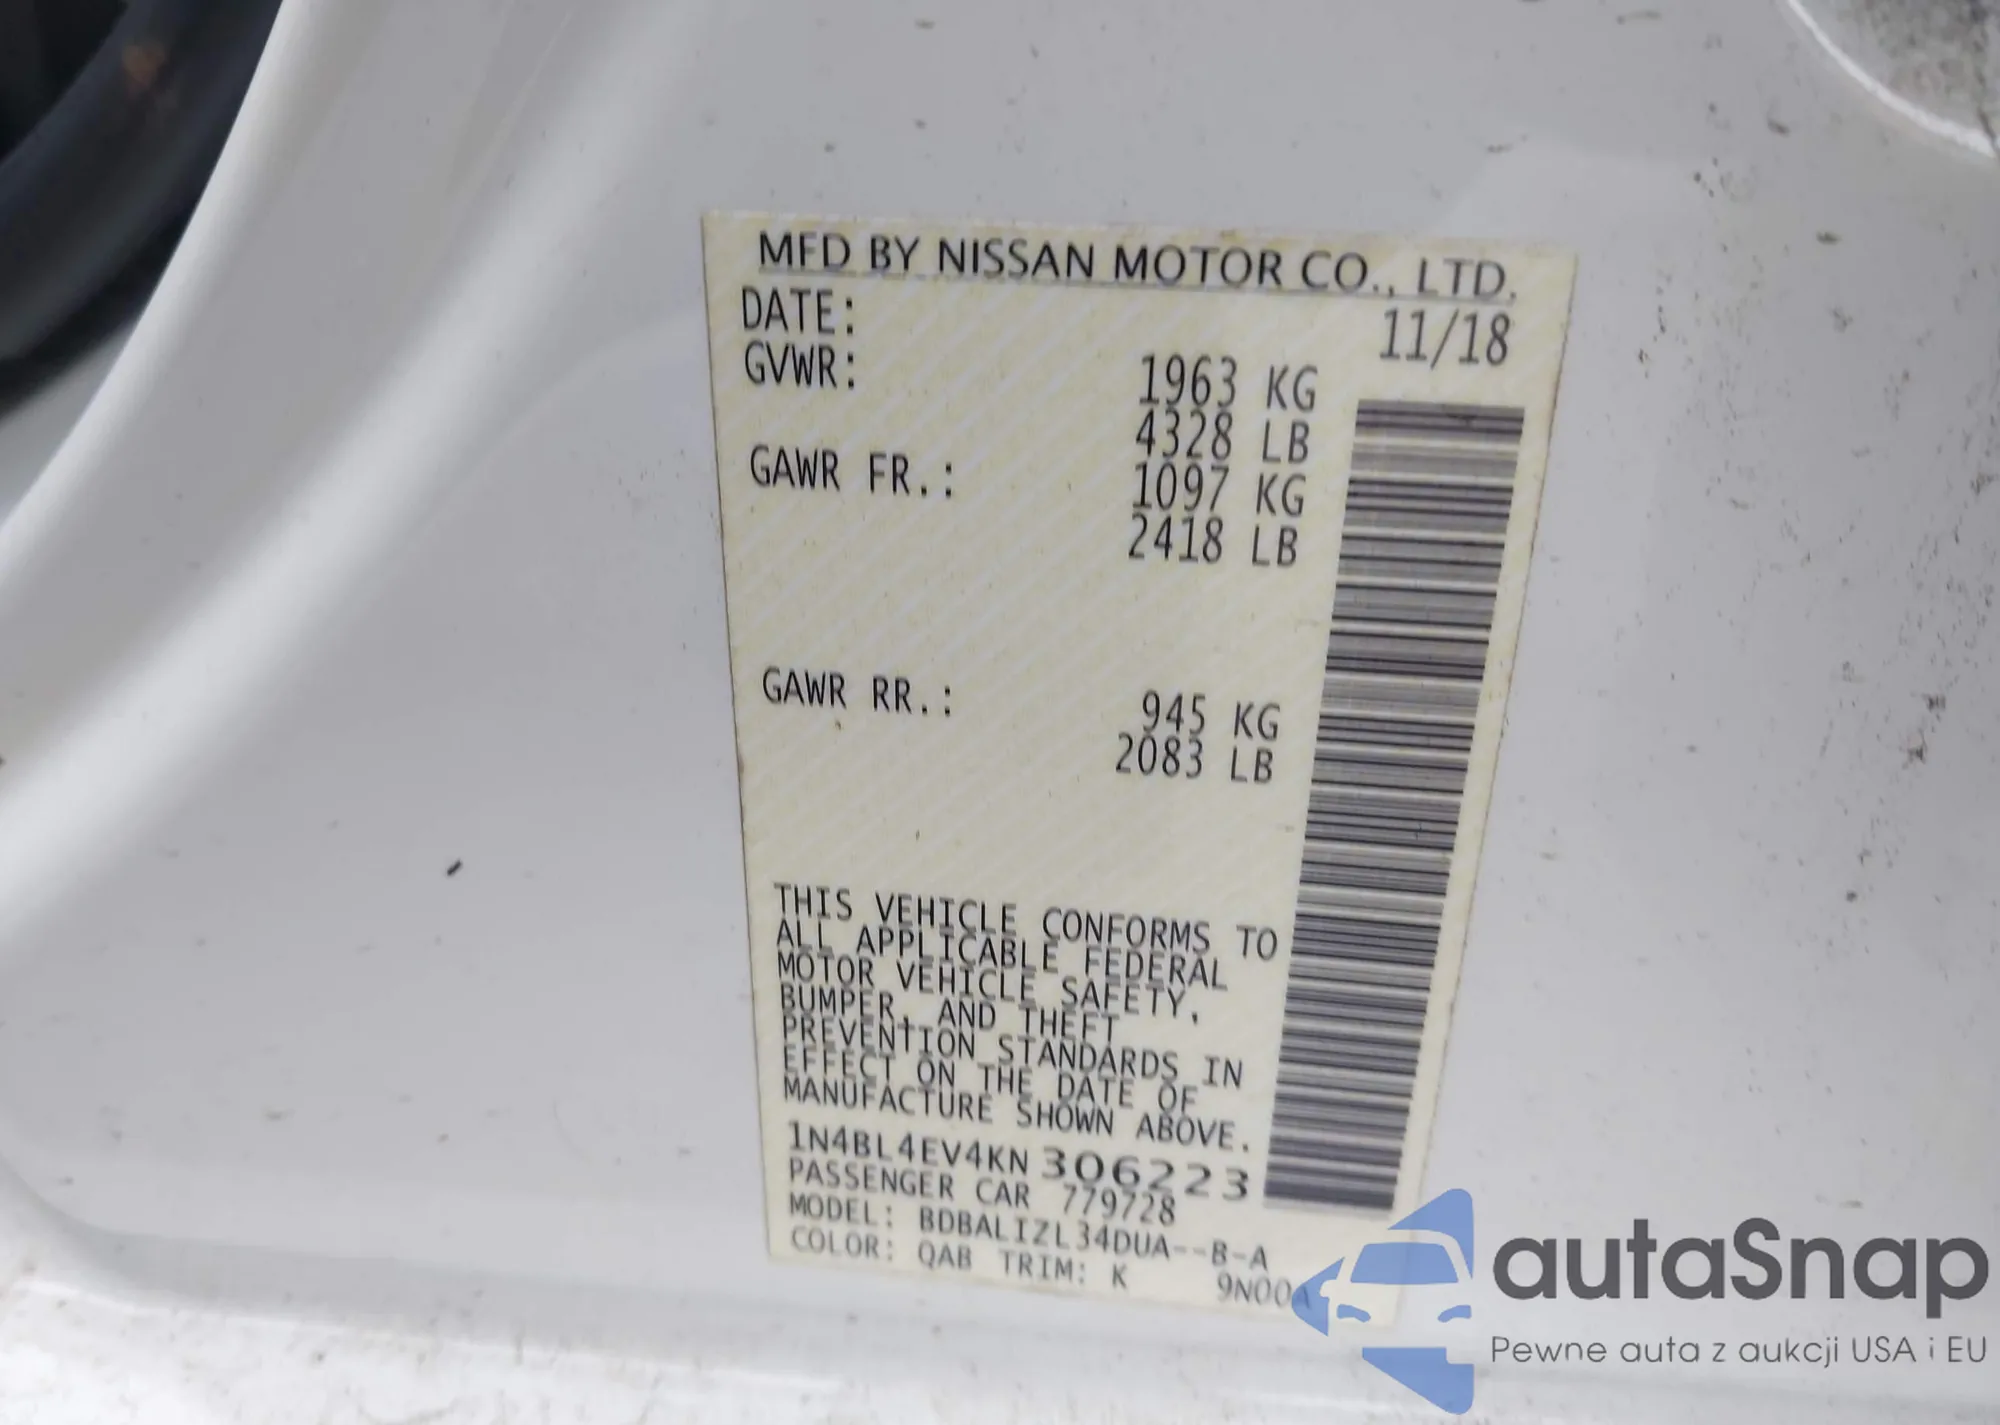 MFD BY NISSAN MOTOR CO., LTD.
DATE: 11/18
GVWR: 1963 KG
4328 LB
GAWR FR.: 1097 KG
2418 LB
GAWR RR.: 945 KG
2083 LB
THIS VEHICLE CONFORMS TO
ALL APPLICABLE FEDERAL
MOTOR VEHICLE SAFETY,
BUMPER, AND THEFT
PREVENTION STANDARDS IN
EFFECT ON THE DATE OF
MANUFACTURE SHOWN ABOVE.
1N4BL4EV4KN306223
PASSENGER CAR 779728
MODEL: BDBALIZL34DUA--B-A
COLOR: QAB TRIM: K 9N00A
autaSnap
Pewne auta z aukcji USA i EU